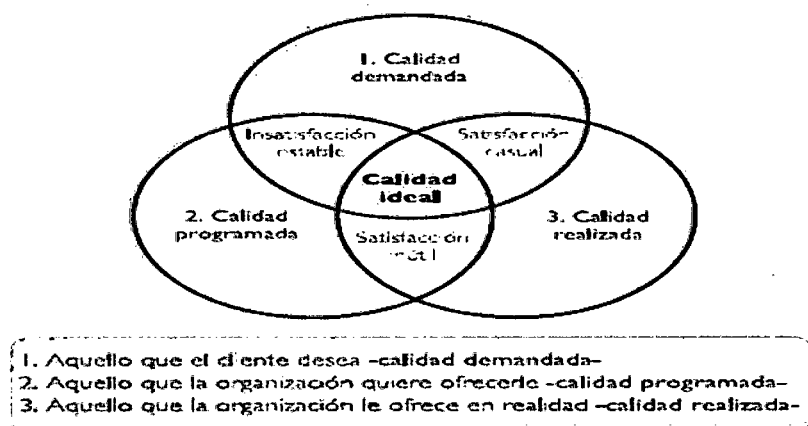 1. Calidad
demandada
Insatisfacción
estable
Satisfacción
casual
Calidad
ideal
2. Calidad
programada
3. Calidad
realizada
Satisfacción
inútil
1. Aquello que el cliente desea -calidad demandada-
2. Aquello que la organización quiere ofrecerle -calidad programada-
3. Aquello que la organización le ofrece en realidad -calidad realizada-